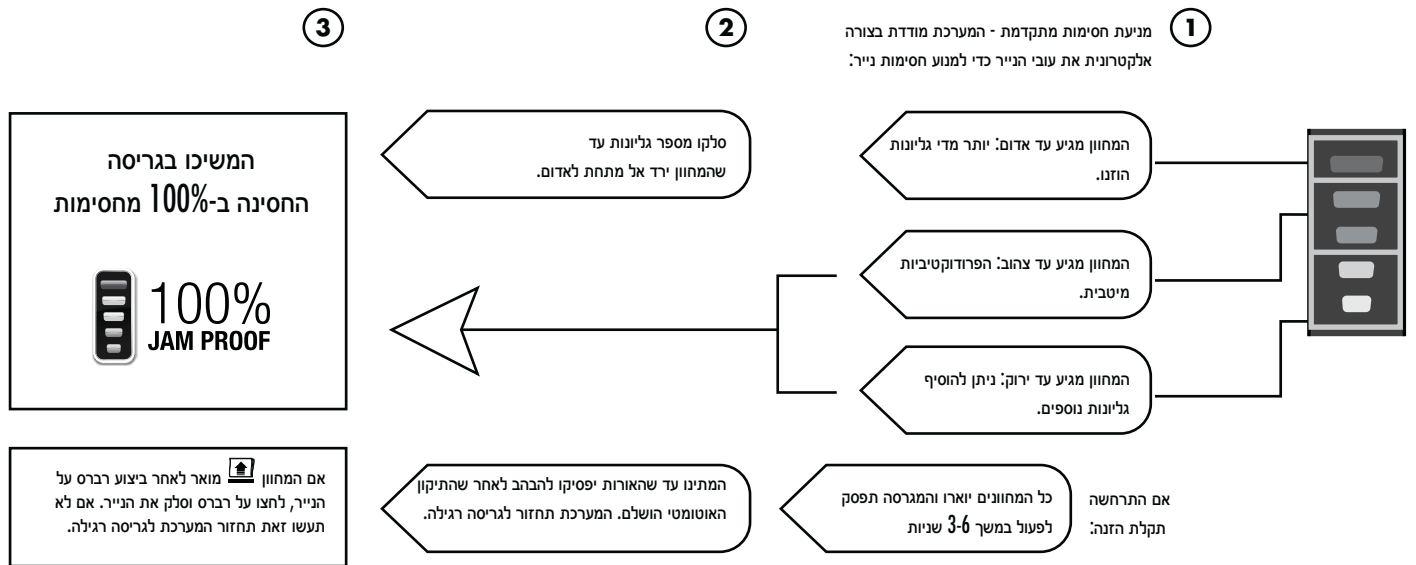 1
מניעת חסימות מתקדמת - המערכת מודדת בצורה
אלקטרונית את עובי הנייר כדי למנוע חסימות נייר:
המחוון מגיע עד אדום: יותר מדי גליונות
הוזנו.
המחוון מגיע עד צהוב: הפרודוקטיביות
מיטבית.
המחוון מגיע עד ירוק: ניתן להוסיף
גליונות נוספים.
2
סלקו מספר גליונות עד
שהמחוון ירד אל מתחת לאדום.
3
המשיכו בגריסה
החסינה ב-100% מחסימות
100%
JAM PROOF
אם התרחשה
תקלת הזנה:
כל המחוונים יוארו והמגרסה תפסק
לפעול במשך 3-6 שניות
המתינו עד שהאורות יפסיקו להבהב לאחר שהתיקון
האוטומטי הושלם. המערכת תחזור לגריסה רגילה.
אם המחוון מואר לאחר ביצוע רברס על
הנייר, לחצו על רברס וסלק את הנייר. אם לא
תעשו זאת תחזור המערכת לגריסה רגילה.